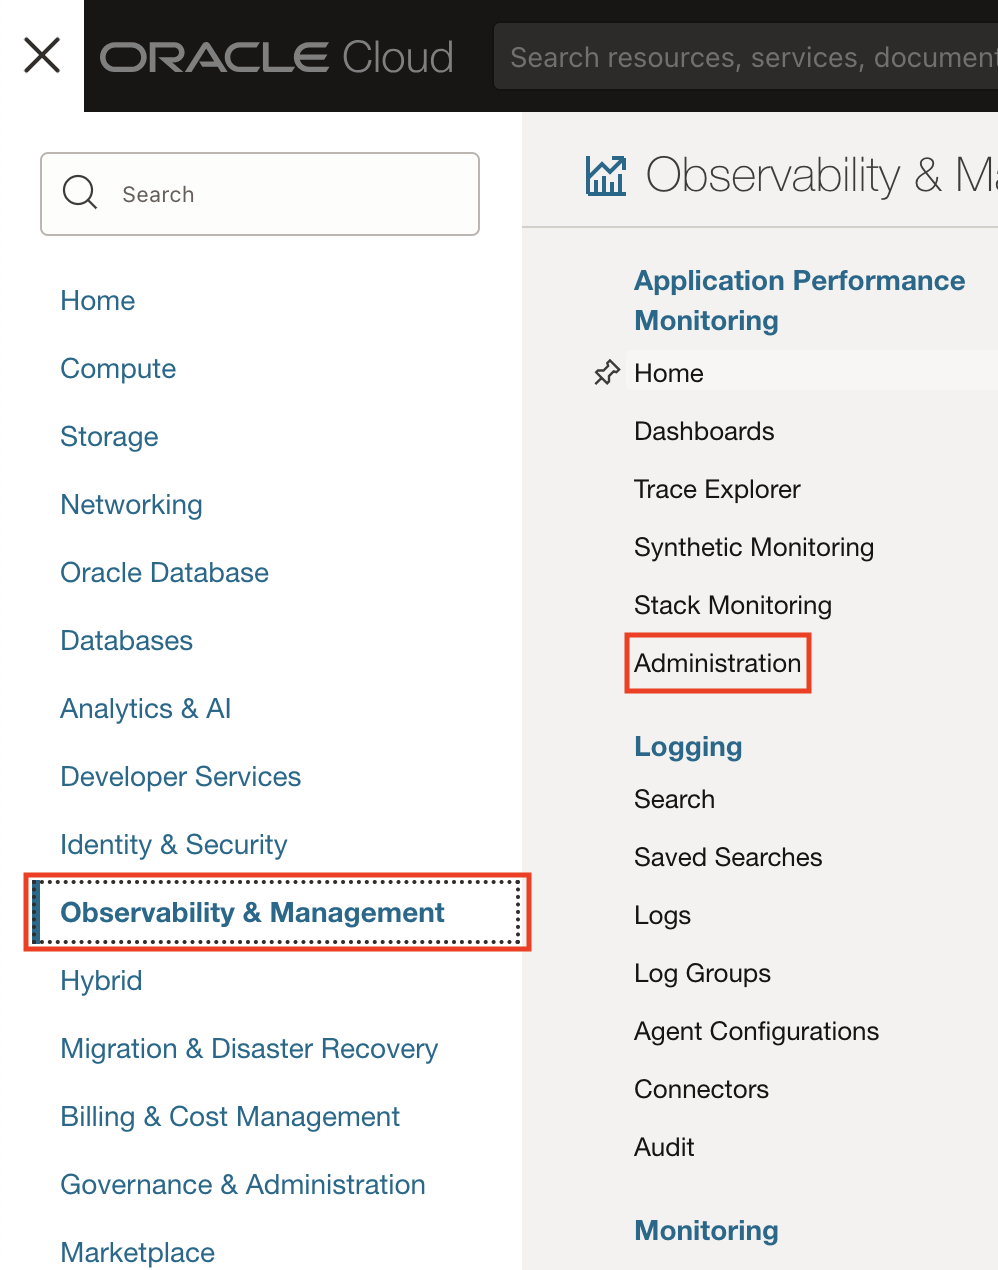 ORACLE Cloud
Search resources, services, document
Search
Home
Compute
Storage
Networking
Oracle Database
Databases
Analytics & AI
Developer Services
Identity & Security
Observability & Management
Hybrid
Migration & Disaster Recovery
Billing & Cost Management
Governance & Administration
Marketplace
Observability & Ma
Application Performance
Monitoring
Home
Dashboards
Trace Explorer
Synthetic Monitoring
Stack Monitoring
Administration
Logging
Search
Saved Searches
Logs
Log Groups
Agent Configurations
Connectors
Audit
Monitoring